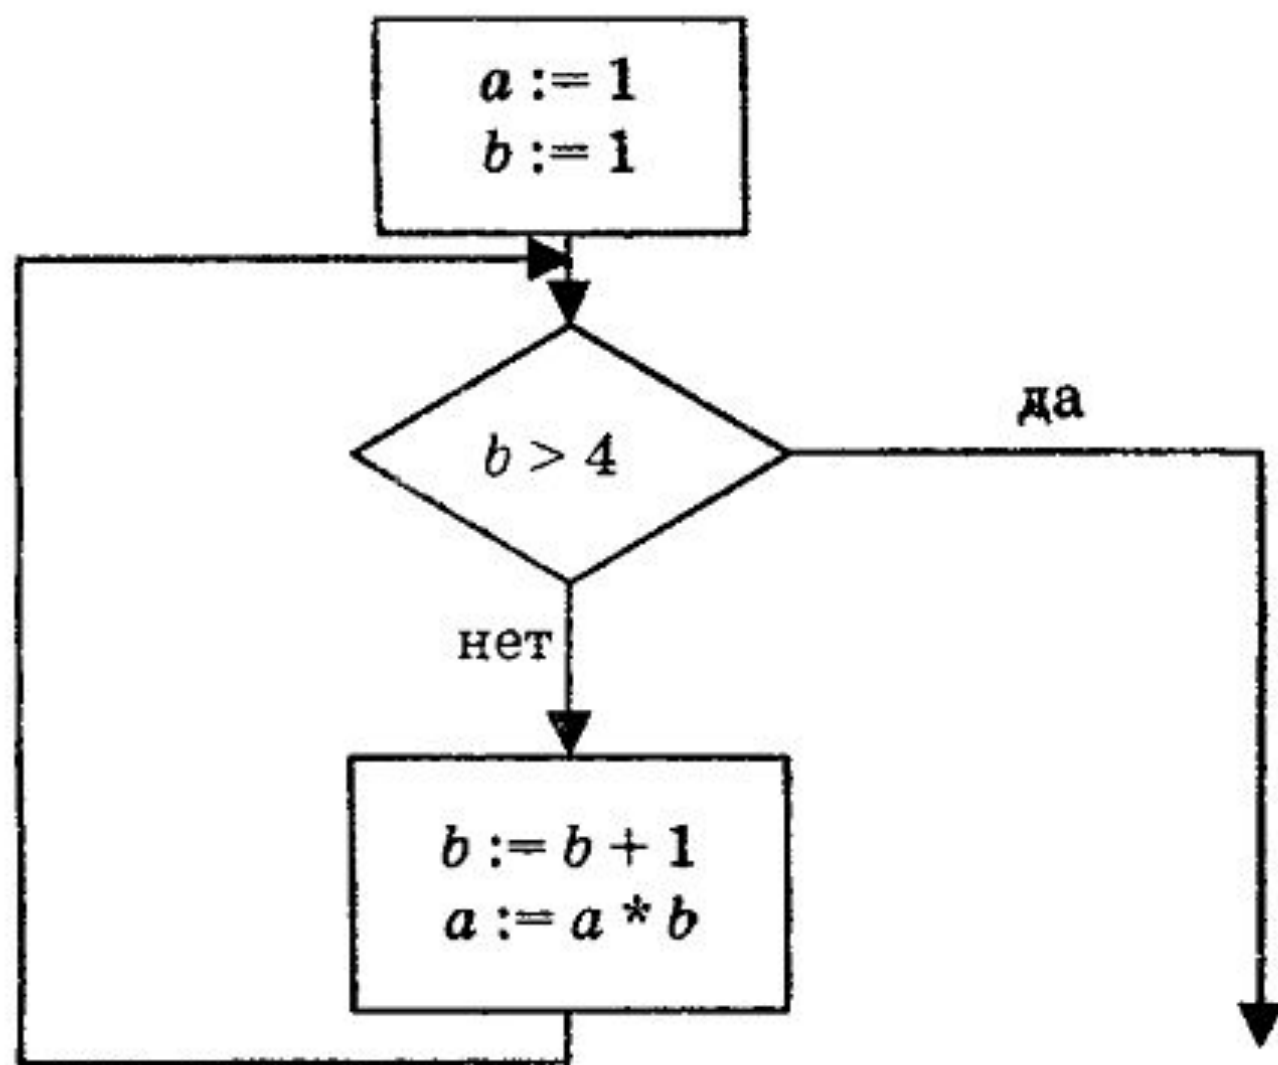 a := 1
b := 1
b > 4
да
нет
b := b + 1
a := a * b